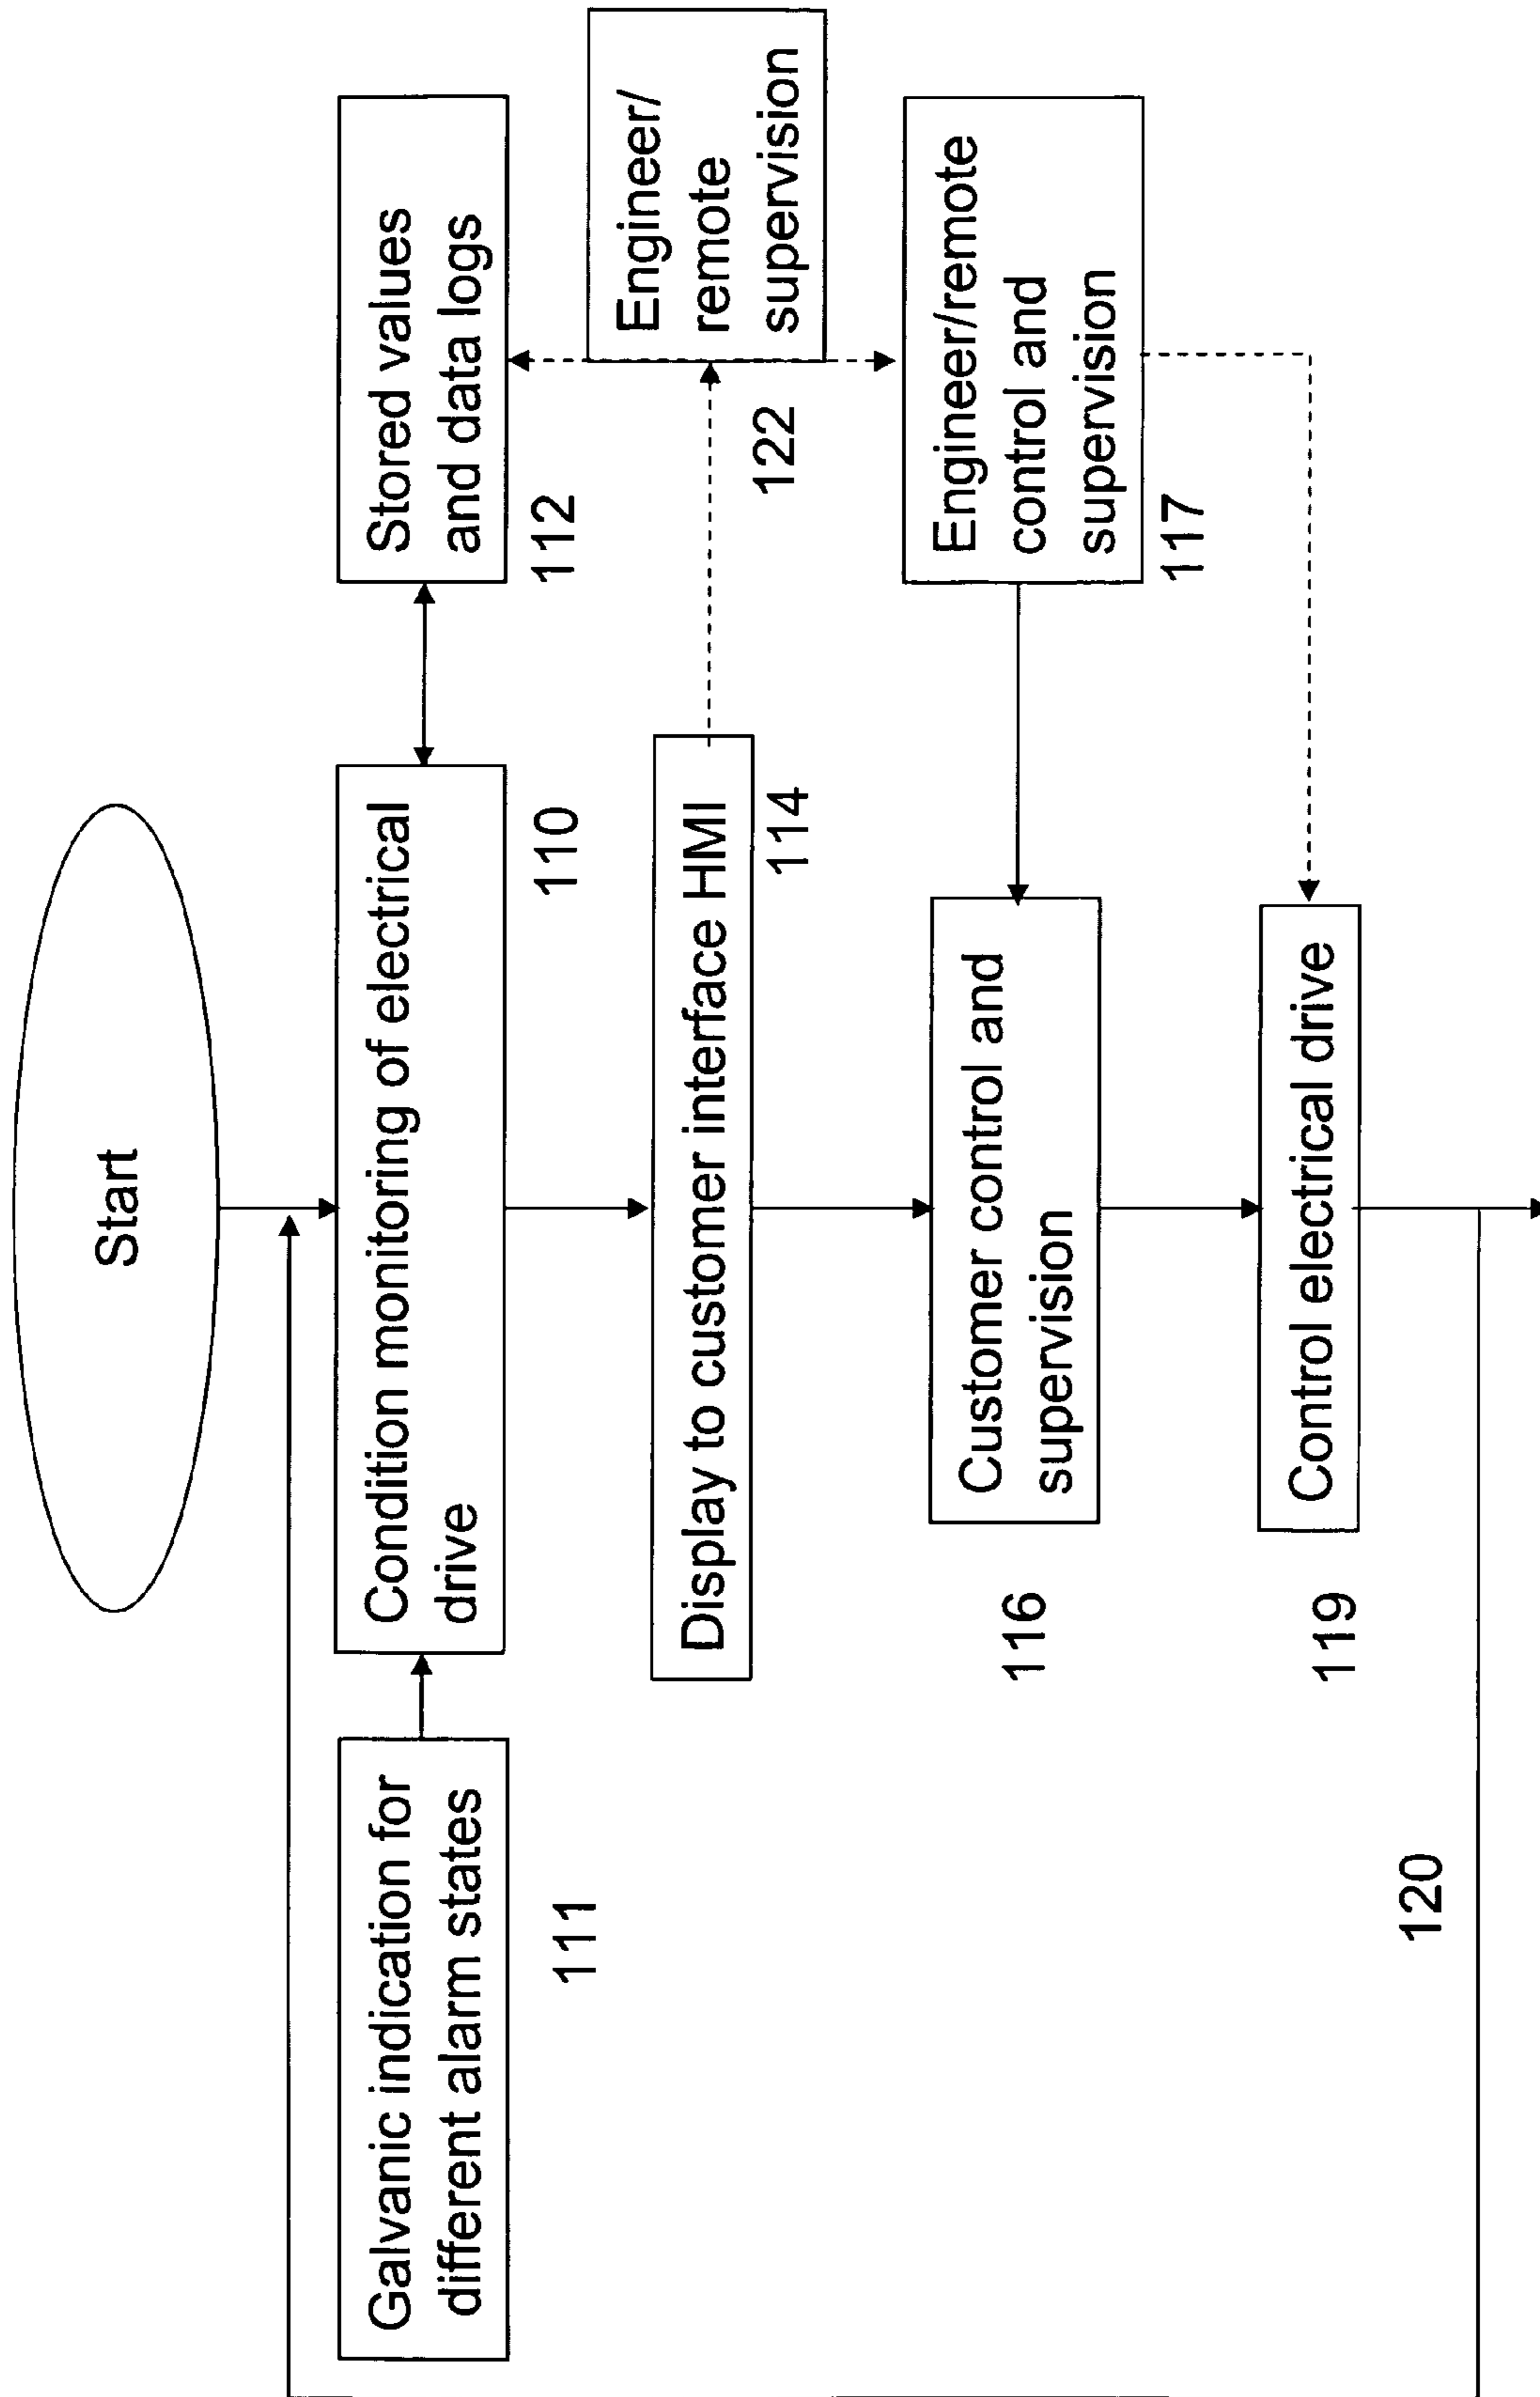 Start
Galvanic indication for
different alarm states
111
Condition monitoring of electrical
drive
110
Stored values
and data logs
112
Display to customer interface HMI
114
Engineer/
remote
supervision
122
Customer control and
supervision
116
Engineer/remote
control and
supervision
117
Control electrical drive
119
120